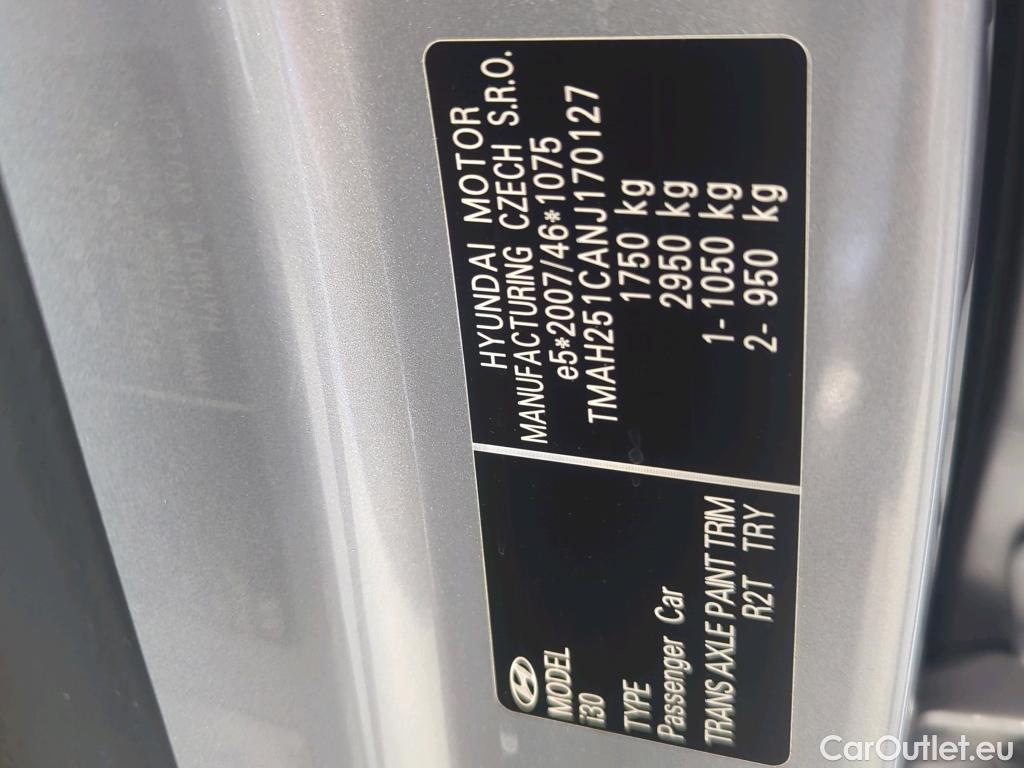 HYUNDAI MOTOR
MANUFACTURING CZECH S.R.O.
e5*2007/46*1075
TMAH251CANJ170127
1750 kg
2950 kg
1- 1050 kg
2- 950 kg
MODEL
i30
TYPE
Passenger Car
TRANS AXLE PAINT TRIM
R2T TRY
CarOutlet.eu